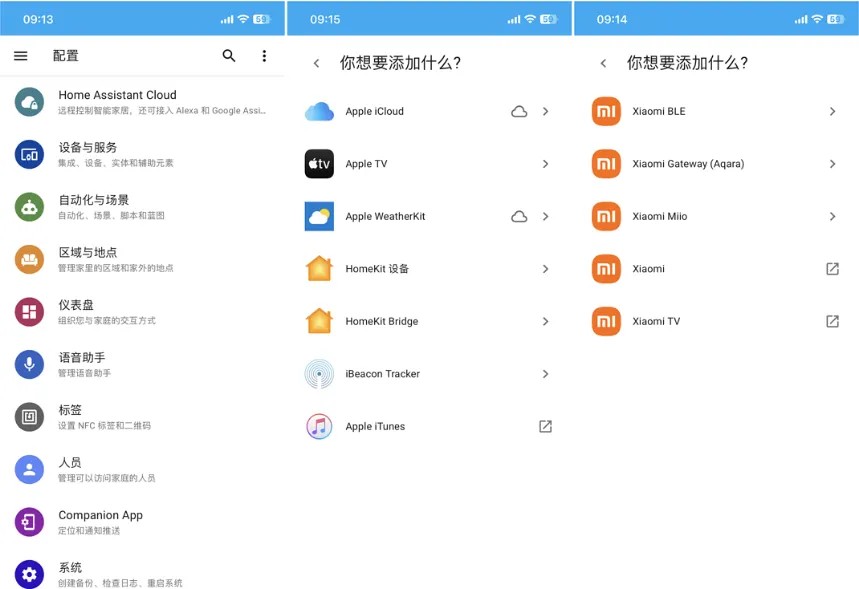 09:13
59
配置
Home Assistant Cloud
远程控制智能家居，还可接入 Alexa 和 Google Assi...
设备与服务
集成、设备、实体和辅助元素
自动化与场景
自动化、场景、脚本和蓝图
区域与地点
管理家里的区域和家外的地点
仪表盘
组织您与家庭的交互方式
语音助手
管理语音助手
标签
设置 NFC 标签和二维码
人员
管理可以访问家庭的人员
Companion App
定位和通知推送
系统
创建备份、检查日志、重启系统
09:15
59
你想要添加什么?
Apple iCloud
tv
Apple TV
Apple WeatherKit
HomeKit 设备
HomeKit Bridge
iBeacon Tracker
Apple iTunes
09:14
59
你想要添加什么?
Xiaomi BLE
Xiaomi Gateway (Aqara)
Xiaomi Miio
Xiaomi
Xiaomi TV